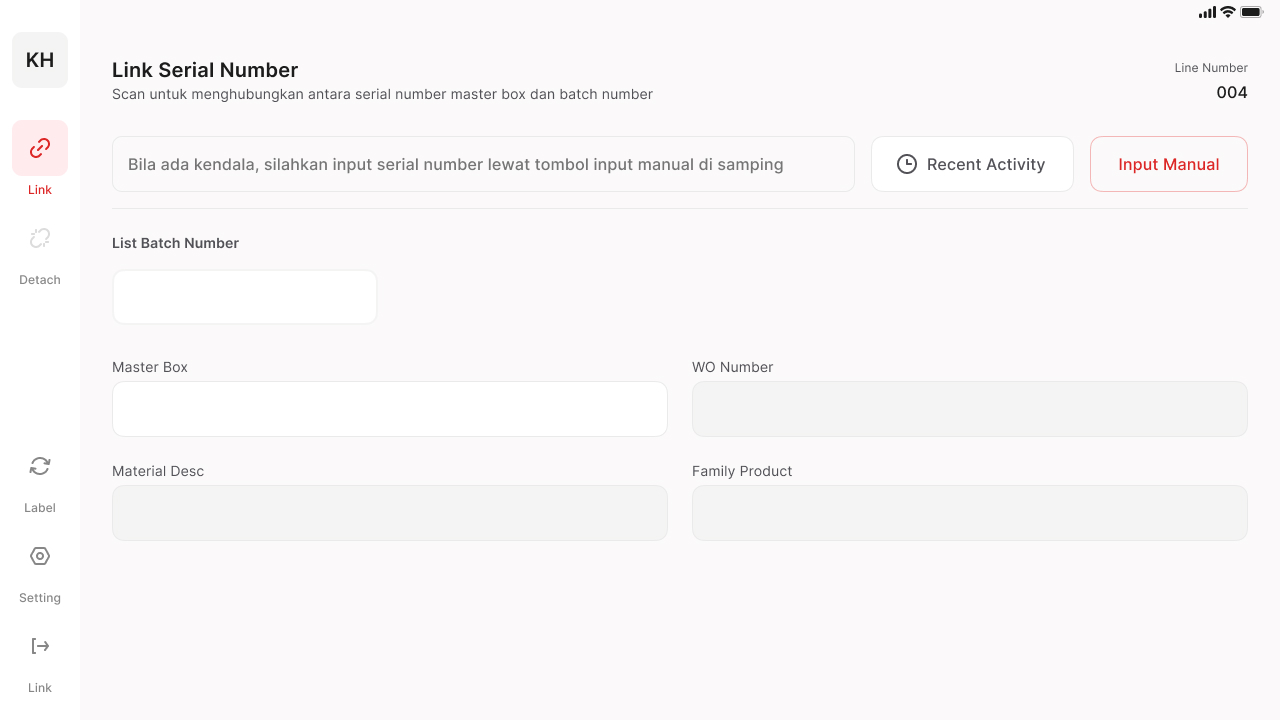 KH
Link
Detach
Label
Setting
Link
Link Serial Number
Scan untuk menghubungkan antara serial number master box dan batch number
Line Number
004
Bila ada kendala, silahkan input serial number lewat tombol input manual di samping
Recent Activity
Input Manual
List Batch Number
Master Box
WO Number
Material Desc
Family Product